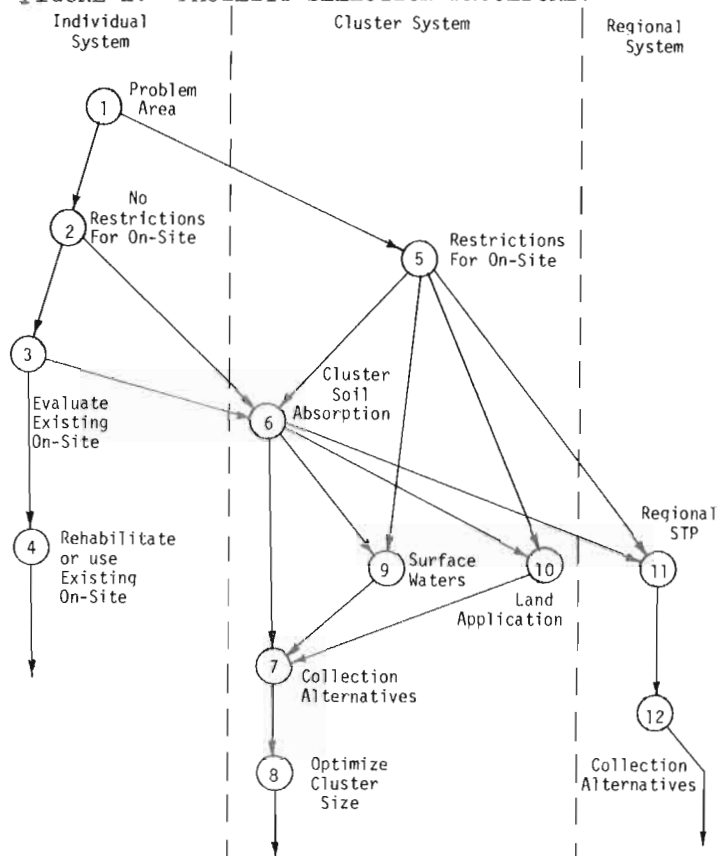 Individual
System
Cluster System
Regional
System
1
Problem
Area
2
No
Restrictions
For On-Site
5
Restrictions
For On-Site
3
Evaluate
Existing
On-Site
6
Cluster
Soil
Absorption
4
Rehabilitate
or use
Existing
On-Site
9
Surface
Waters
10
Land
Application
Regional
STP
11
7
Collection
Alternatives
12
Collection
Alternatives
8
Optimize
Cluster
Size